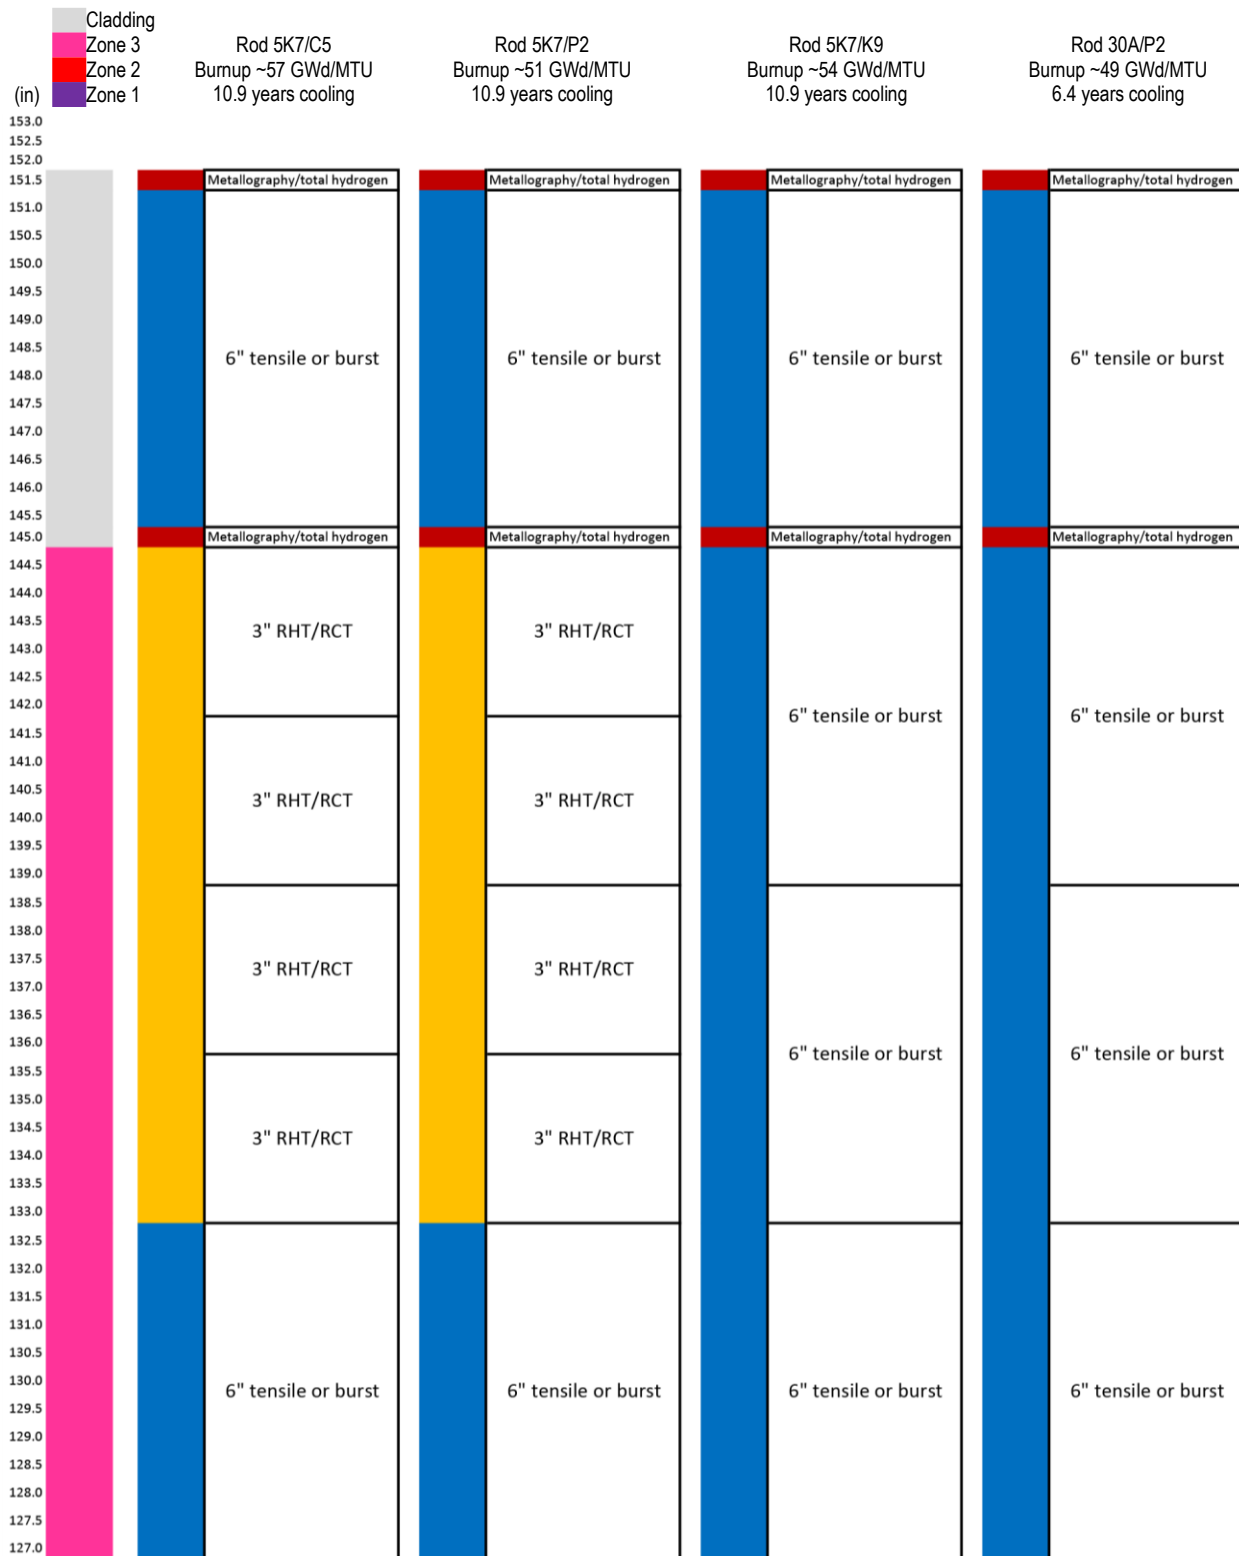 Cladding
Zone 3
Zone 2
Zone 1
(in)
Rod 5K7/C5
Burnup ~57 GWd/MTU
10.9 years cooling
Rod 5K7/P2
Burnup ~51 GWd/MTU
10.9 years cooling
Rod 5K7/K9
Burnup ~54 GWd/MTU
10.9 years cooling
Rod 30A/P2
Burnup ~49 GWd/MTU
6.4 years cooling
153.0
152.5
152.0
151.5
151.0
150.5
150.0
149.5
149.0
148.5
148.0
147.5
147.0
146.5
146.0
145.5
145.0
144.5
144.0
143.5
143.0
142.5
142.0
141.5
141.0
140.5
140.0
139.5
139.0
138.5
138.0
137.5
137.0
136.5
136.0
135.5
135.0
134.5
134.0
133.5
133.0
132.5
132.0
131.5
131.0
130.5
130.0
129.5
129.0
128.5
128.0
127.5
127.0
Metallography/total hydrogen
6" tensile or burst
Metallography/total hydrogen
3" RHT/RCT
3" RHT/RCT
3" RHT/RCT
3" RHT/RCT
6" tensile or burst
Metallography/total hydrogen
6" tensile or burst
Metallography/total hydrogen
3" RHT/RCT
3" RHT/RCT
3" RHT/RCT
3" RHT/RCT
6" tensile or burst
Metallography/total hydrogen
6" tensile or burst
Metallography/total hydrogen
6" tensile or burst
6" tensile or burst
6" tensile or burst
Metallography/total hydrogen
6" tensile or burst
Metallography/total hydrogen
6" tensile or burst
6" tensile or burst
6" tensile or burst